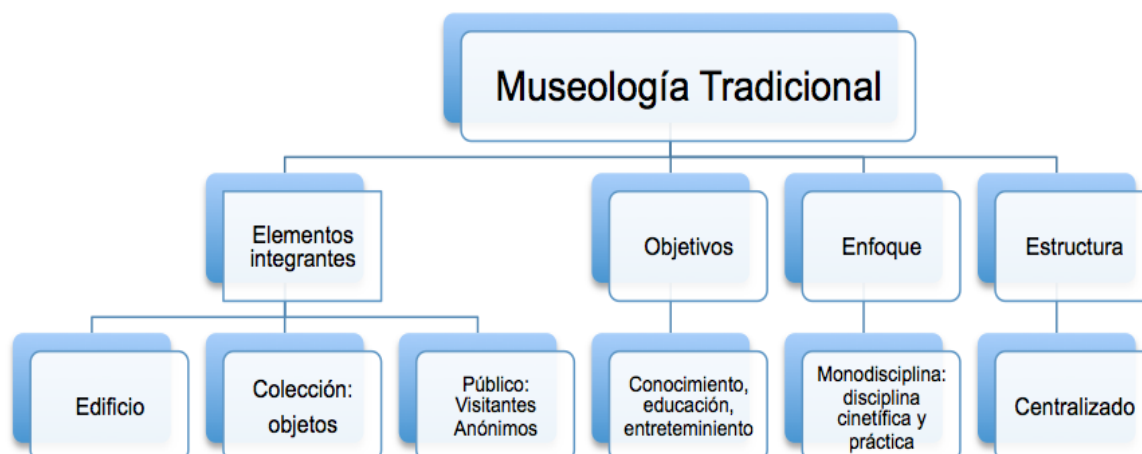 Museología Tradicional
Elementos
integrantes
Objetivos
Enfoque
Estructura
Edificio
Colección:
objetos
Público:
Visitantes
Anónimos
Conocimiento,
educación,
entreteminiento
Monodisciplina:
disciplina
cinetífica y
práctica
Centralizado